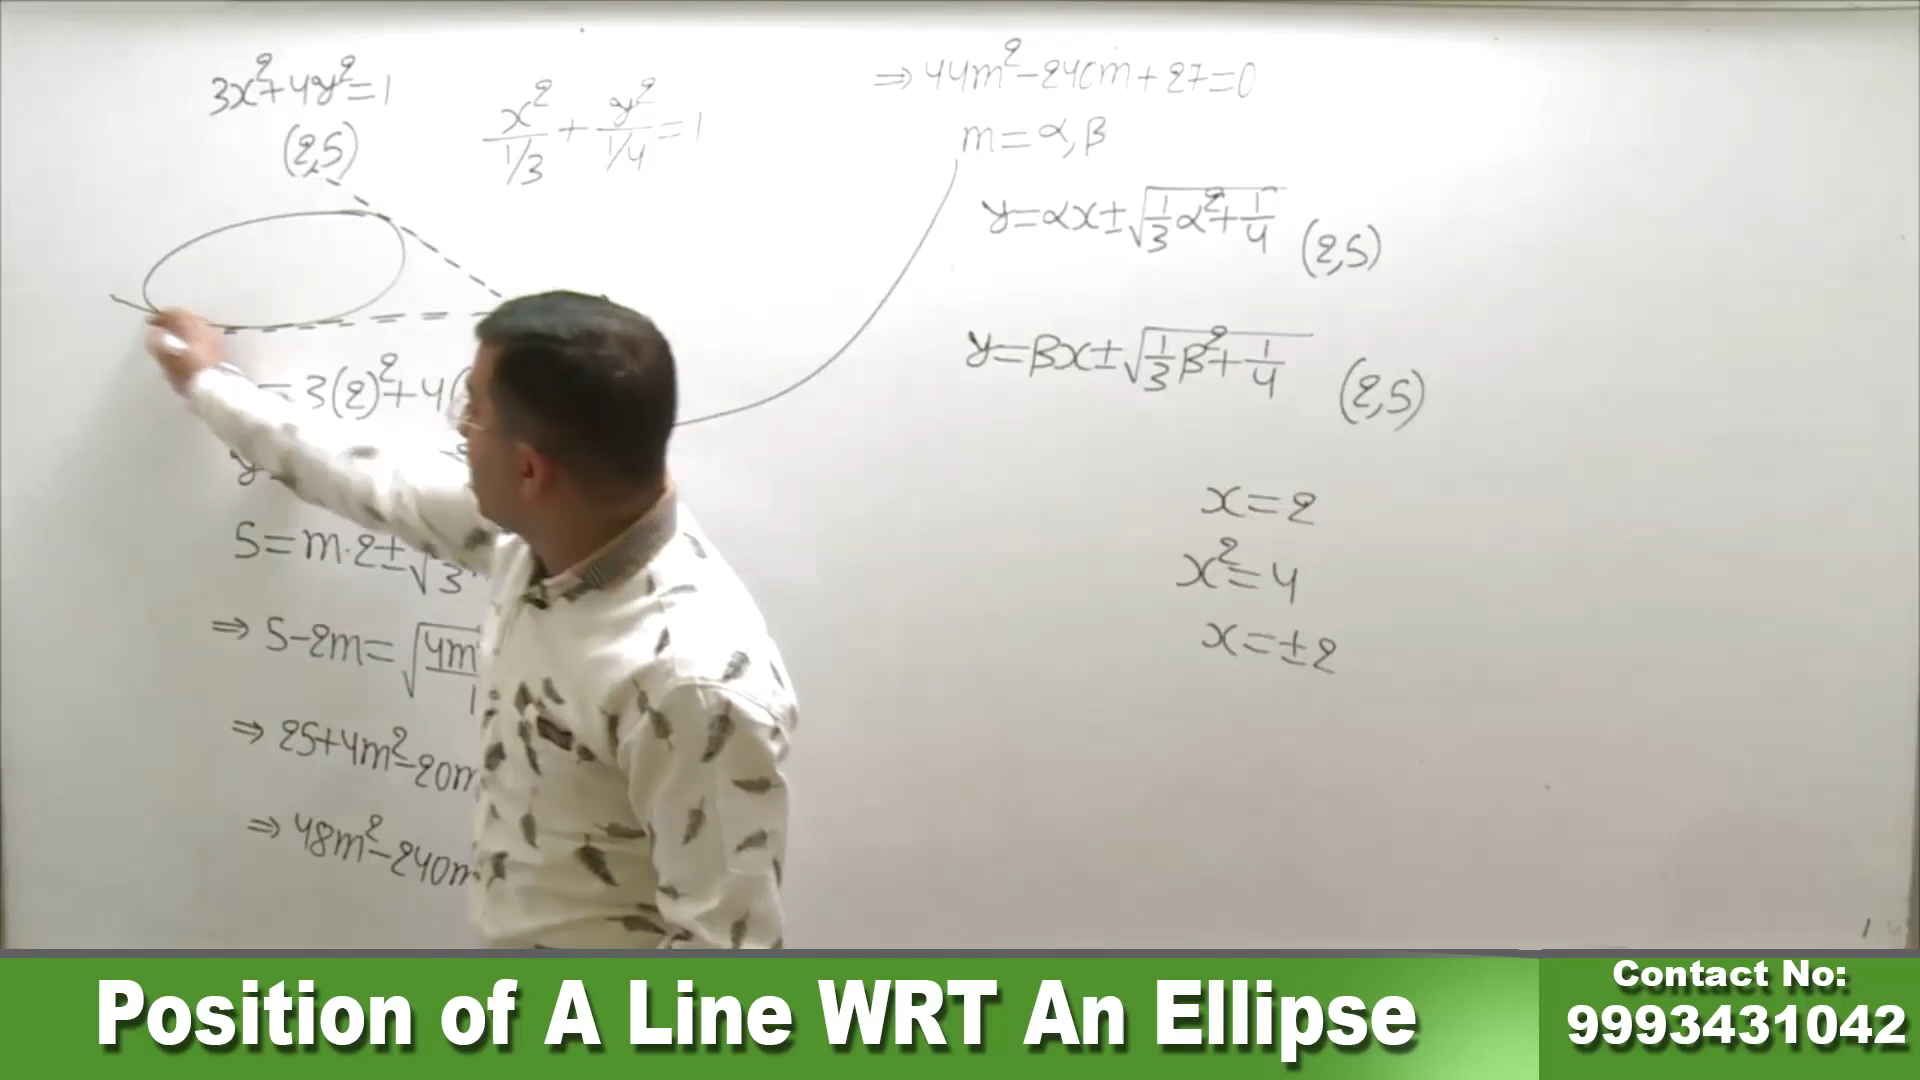 3x²+4y²=1
(2,5)
x²/1/3 + y²/1/4 = 1
= 3(2)²+4(
y=
5=m·2±√3
⇒ 5-2m=√4m
⇒ 25+4m²-20m
⇒ 48m²-240m
⇒ 44m²-240m+27=0
m=α,β
y=αx±√1/3 α²+1/4 (2,5)
y=βx±√1/3 β²+1/4 (2,5)
x=2
x²=4
x=±2
Position of A Line WRT An Ellipse
Contact No:
9993431042